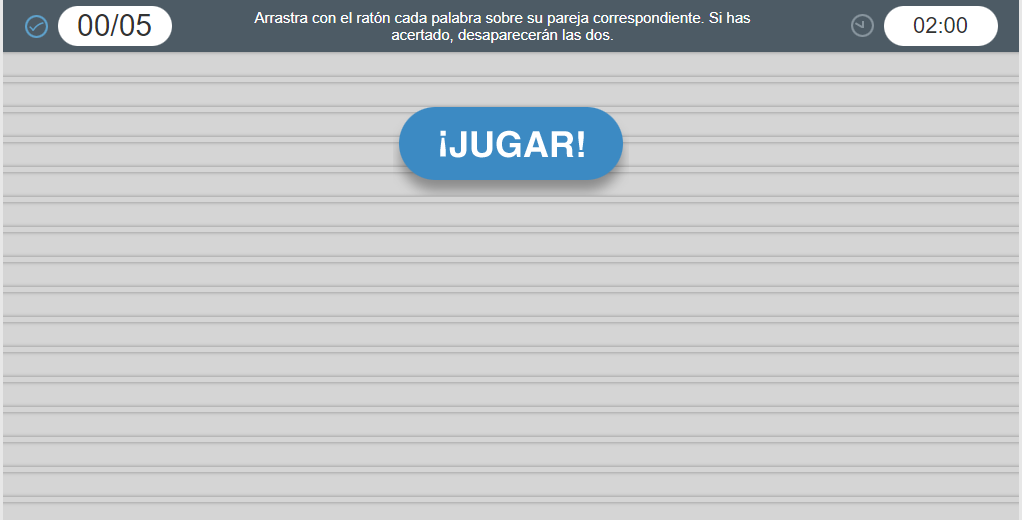 00/05
Arrastra con el ratón cada palabra sobre su pareja correspondiente. Si has
acertado, desaparecerán las dos.
02:00
¡JUGAR!